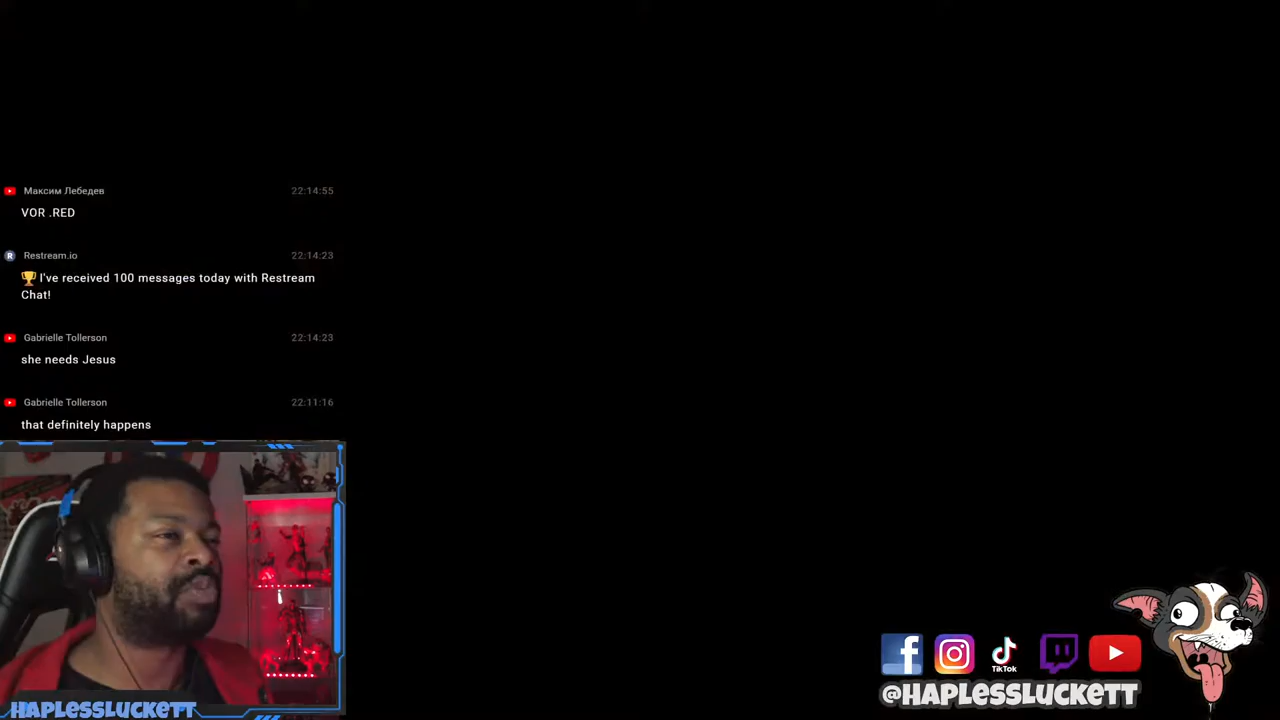 Максим Лебедев 22:14:55
VOR .RED
R Restream.io 22:14:23
🏆 I've received 100 messages today with Restream
Chat!
Gabrielle Tollerson 22:14:23
she needs Jesus
Gabrielle Tollerson 22:11:16
that definitely happens
HAPLESSLUCKETT
TikTok
@HAPLESSLUCKETT